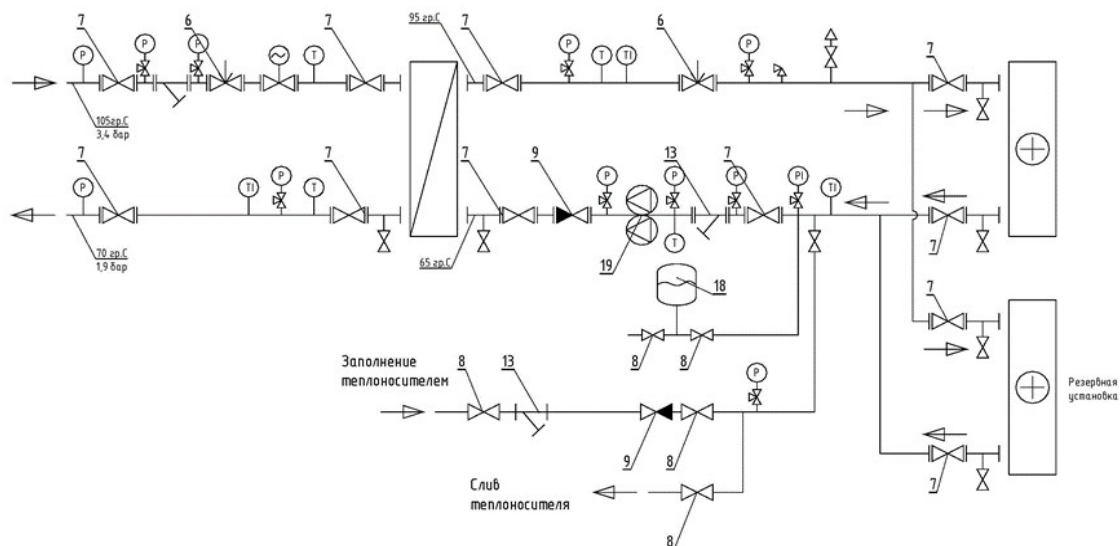 7
P
P
6
P
T
7
95 гр.С
7
P
T
TI
6
P
7
105гр.С
3,4 бар
7
P
TI
P
T
7
7
9
P
P
13
P
7
PI
TI
T
19
7
70 гр.С
1,9 бар
65 гр.С
18
7
8
8
Заполнение
теплоносителем
8
13
P
Резервная
установка
9
8
7
Слив
теплоносителя
8